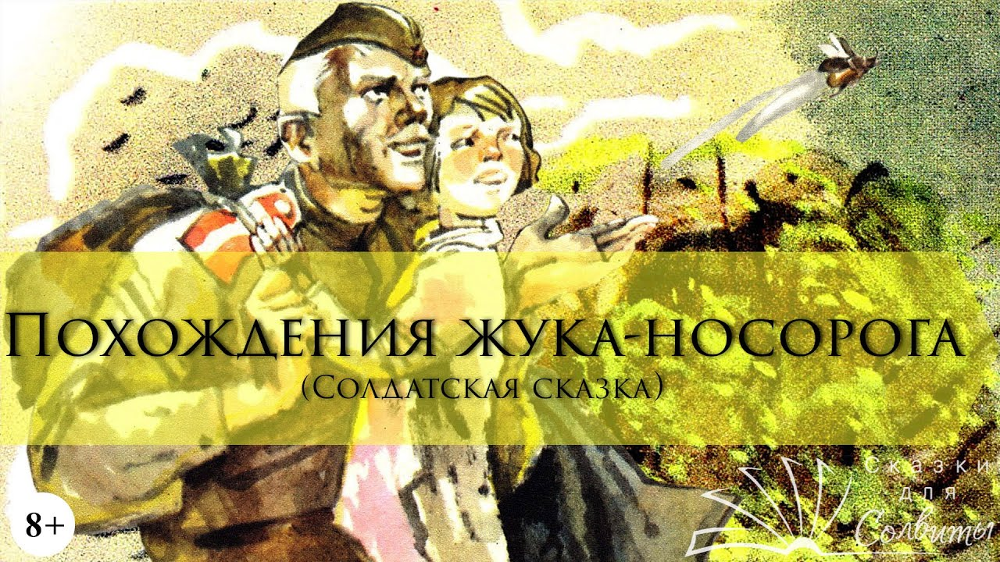 Похождения жука-носорога
(Солдатская сказка)
8+
Сказки
для
Солвиты